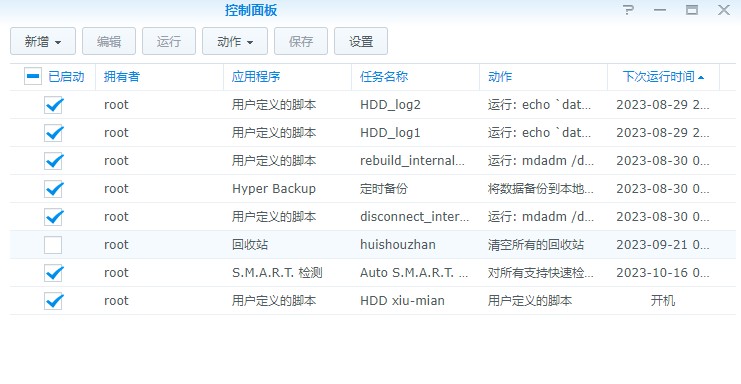 控制面板
新增 编辑 运行 动作 保存 设置
已启动 拥有者 应用程序 任务名称 动作 下次运行时间
root 用户定义的脚本 HDD_log2 运行: echo `dat... 2023-08-29 2...
root 用户定义的脚本 HDD_log1 运行: echo `dat... 2023-08-29 2...
root 用户定义的脚本 rebuild_internal... 运行: mdadm /d... 2023-08-30 0...
root Hyper Backup 定时备份 将数据备份到本地... 2023-08-30 0...
root 用户定义的脚本 disconnect_inter... 运行: mdadm /d... 2023-08-30 0...
root 回收站 huishouzhan 清空所有的回收站 2023-09-21 0...
root S.M.A.R.T. 检测 Auto S.M.A.R.T. ... 对所有支持快速检... 2023-10-16 0...
root 用户定义的脚本 HDD xiu-mian 用户定义的脚本 开机